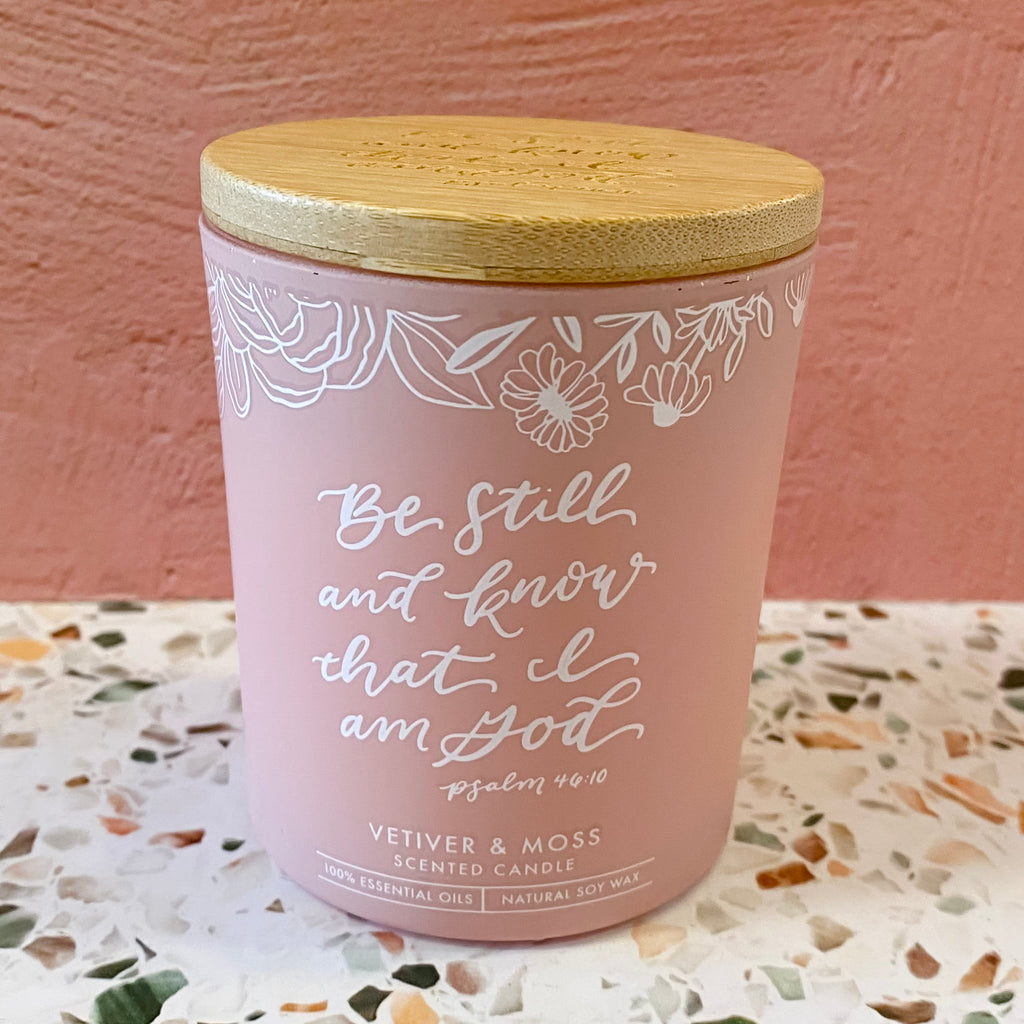 Be Still
and know
that I
am God
psalm 46:10
VETIVER & MOSS
SCENTED CANDLE
100% ESSENTIAL OILS NATURAL SOY WAX